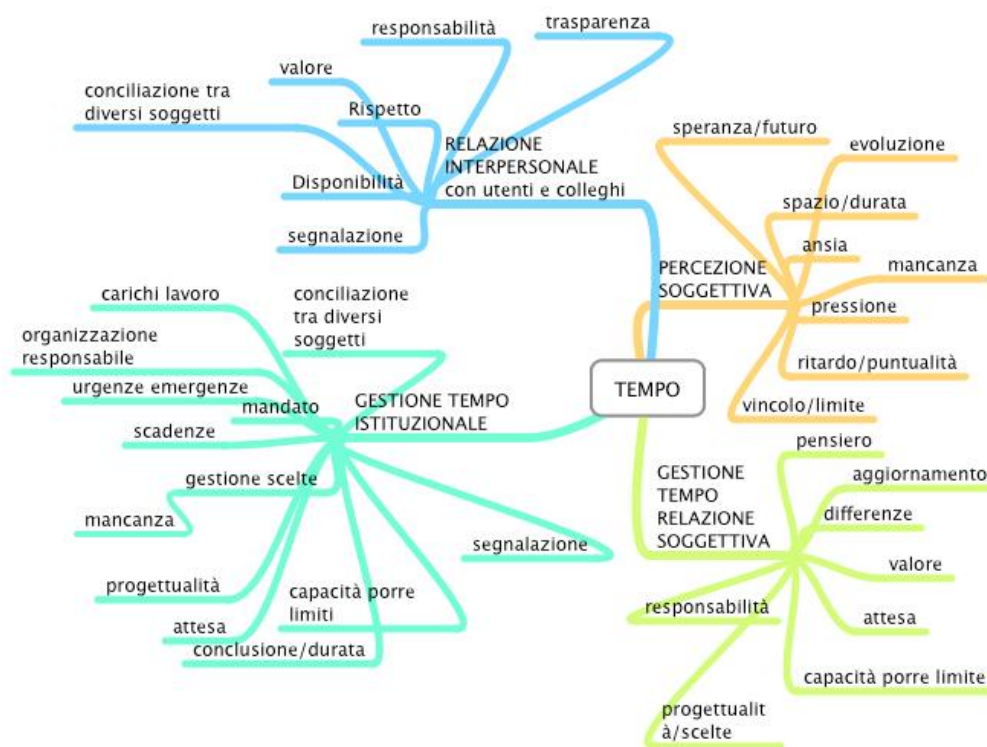 responsabilità
trasparenza
valore
conciliazione tra
diversi soggetti
Rispetto
RELAZIONE
INTERPERSONALE
con utenti e colleghi
Disponibilità
segnalazione
speranza/futuro
evoluzione
spazio/durata
ansia
PERCEZIONE
SOGGETTIVA
mancanza
pressione
ritardo/puntualità
vincolo/limite
TEMPO
carichi lavoro
conciliazione
tra diversi
soggetti
organizzazione
responsabile
urgenze emergenze
mandato
GESTIONE TEMPO
ISTITUZIONALE
scadenze
gestione scelte
mancanza
segnalazione
progettualità
capacità porre
limiti
attesa
conclusione/durata
pensiero
GESTIONE
TEMPO
RELAZIONE
SOGGETTIVA
aggiornamento
differenze
valore
responsabilità
attesa
capacità porre limite
progettualit
à/scelte